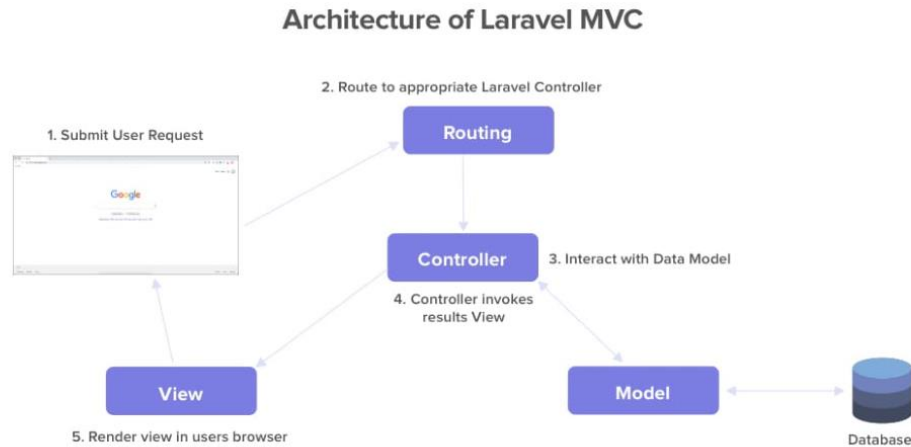 Architecture of Laravel MVC
2. Route to appropriate Laravel Controller
Routing
1. Submit User Request
Google
Controller
3. Interact with Data Model
4. Controller invokes
results View
View
Model
5. Render view in users browser
Database